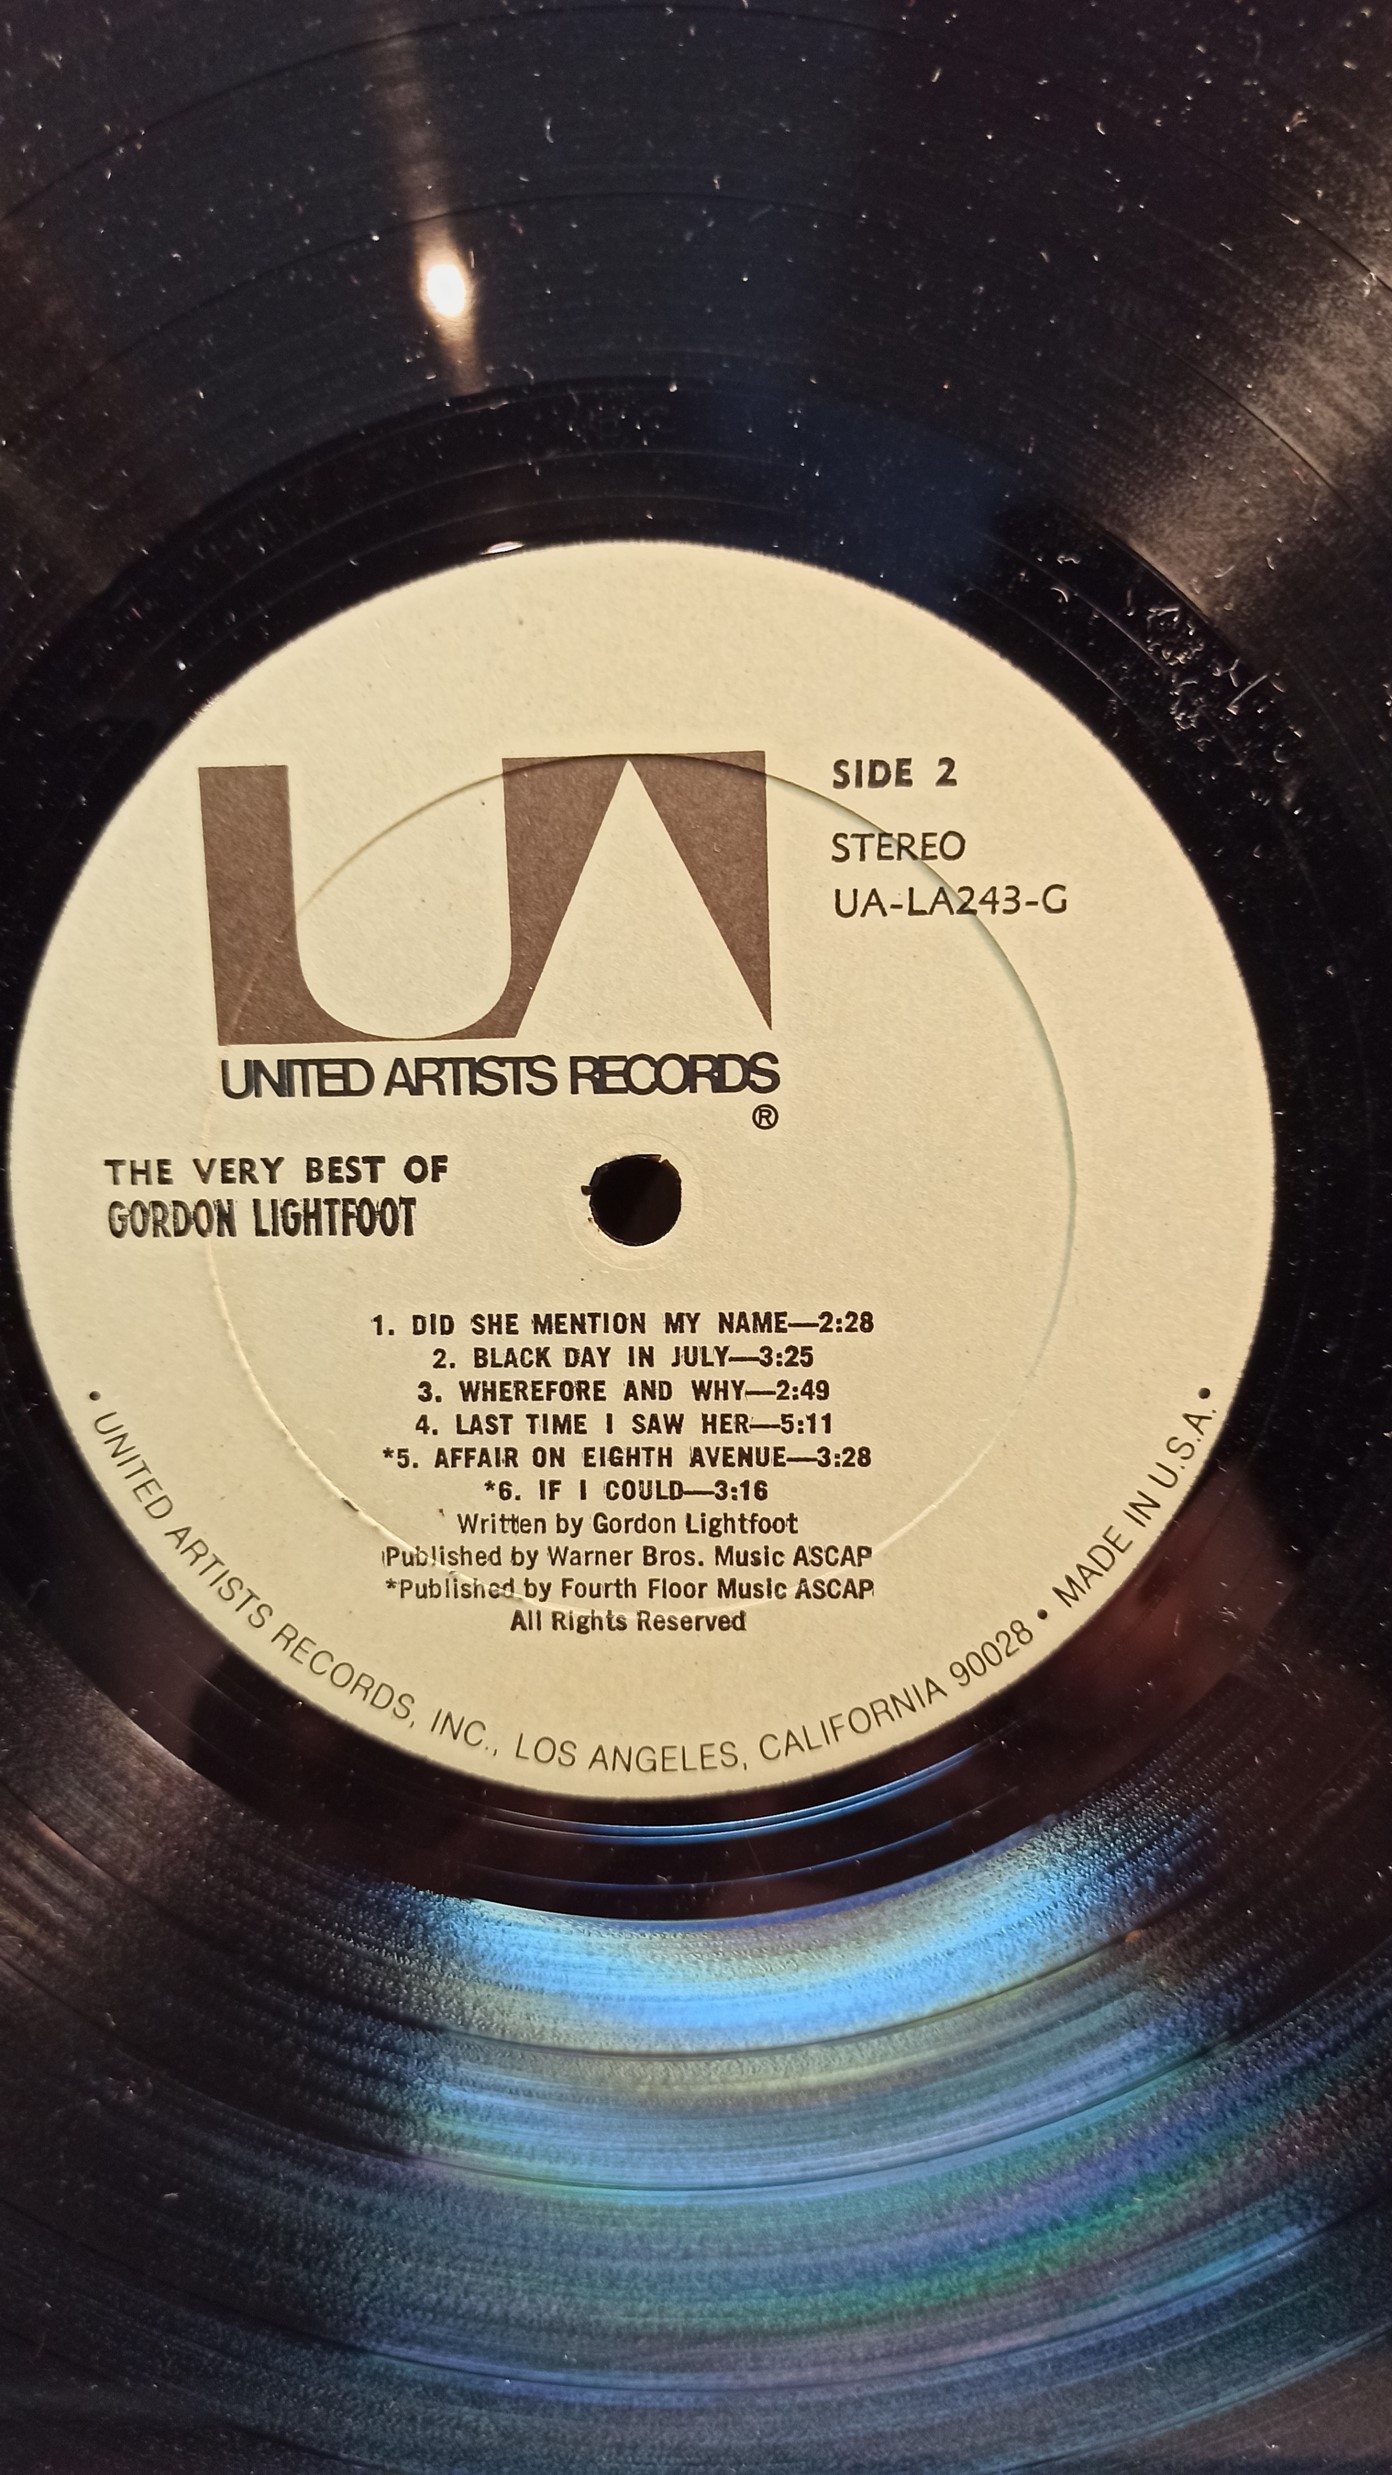 UA
SIDE 2
STEREO
UA-LA243-G
UNITED ARTISTS RECORDS
®
THE VERY BEST OF
GORDON LIGHTFOOT
1. DID SHE MENTION MY NAME—2:28
2. BLACK DAY IN JULY—3:25
3. WHEREFORE AND WHY—2:49
4. LAST TIME I SAW HER—5:11
*5. AFFAIR ON EIGHTH AVENUE—3:28
*6. IF I COULD—3:16
Written by Gordon Lightfoot
Published by Warner Bros. Music ASCAP
*Published by Fourth Floor Music ASCAP
All Rights Reserved
• UNITED ARTISTS RECORDS, INC., LOS ANGELES, CALIFORNIA 90028 • MADE IN U.S.A. •